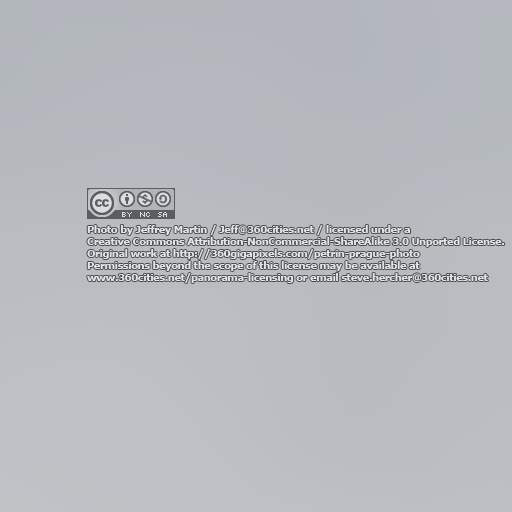 cc
BY NC SA
Photo by Jeffrey Martin / Jeff@360cities.net / licensed under a
Creative Commons Attribution-NonCommercial-ShareAlike 3.0 Unported License.
Original work at http://360gigapixels.com/petrin-prague-photo
Permissions beyond the scope of this license may be available at
www.360cities.net/panorama-licensing or email steve.hercher@360cities.net